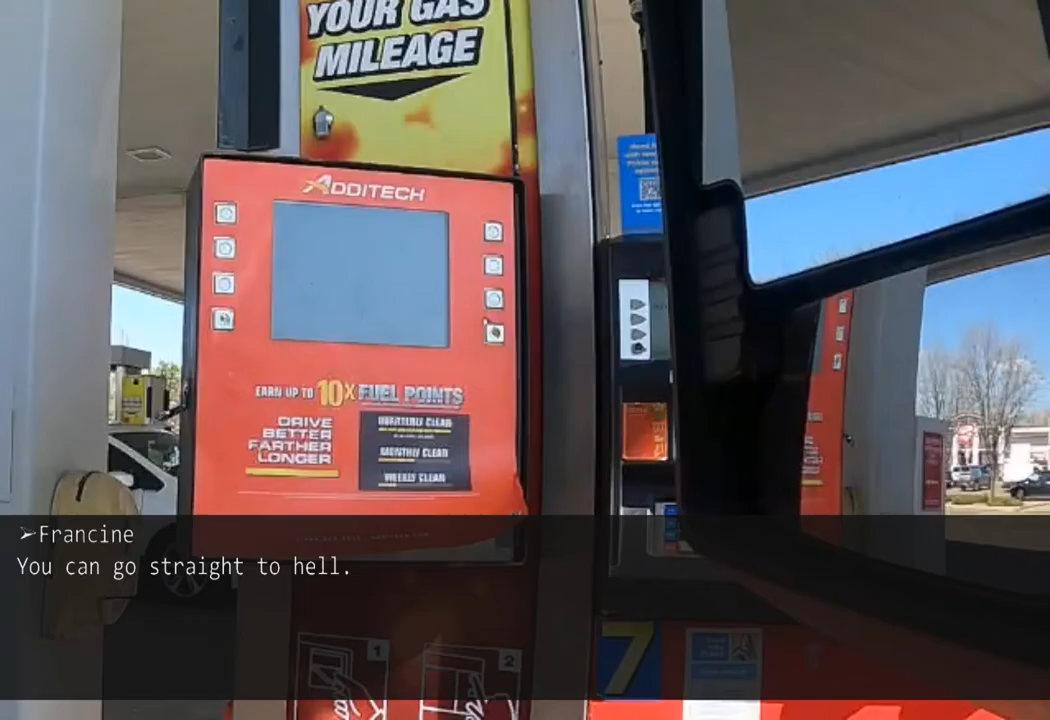 YOUR GAS
MILEAGE
ADDITECH
EARN UP TO 10X FUEL POINTS
DRIVE
BETTER
FARTHER
LONGER
QUARTERLY CLEAN
MONTHLY CLEAN
WEEKLY CLEAN
➢Francine
You can go straight to hell.
1
2
7